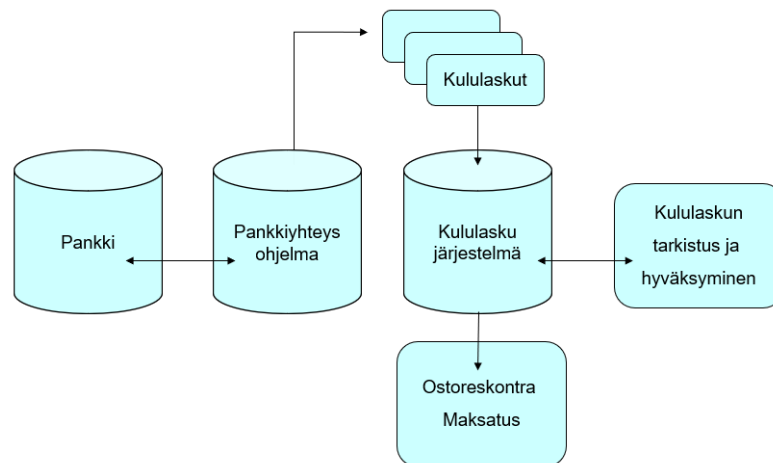 Kululaskut
Pankki
Pankkiyhteys
ohjelma
Kululasku
järjestelmä
Kululaskun
tarkistus ja
hyväksyminen
Ostoreskontra
Maksatus